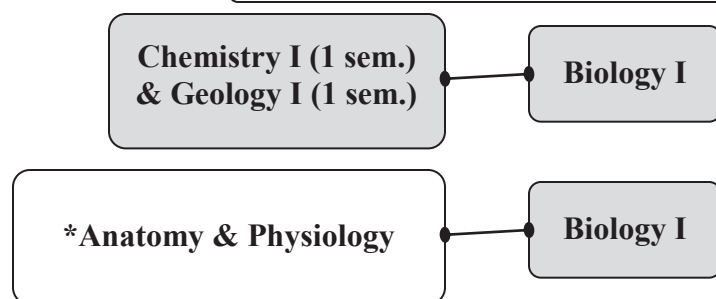 Chemistry I (1 sem.)
& Geology I (1 sem.)
Biology I
*Anatomy & Physiology
Biology I